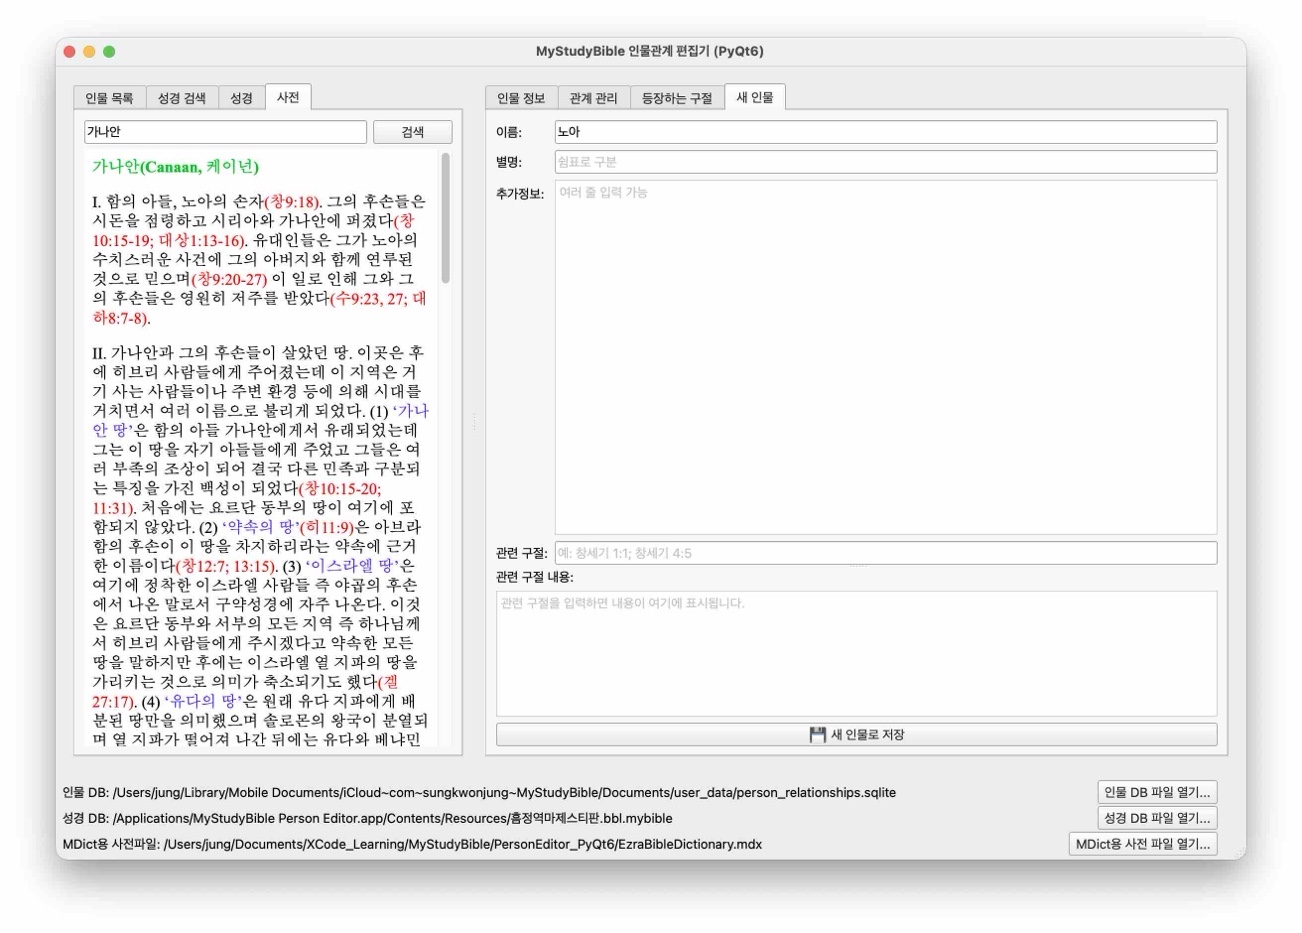 MyStudyBible 인물관계 편집기 (PyQt6)
인물 목록 성경 검색 성경 사전
가나안 검색
가나안(Canaan, 케이넌)
I. 함의 아들, 노아의 손자(창9:18). 그의 후손들은
시돈을 점령하고 시리아와 가나안에 퍼졌다(창
10:15-19; 대상1:13-16). 유대인들은 그가 노아의
수치스러운 사건에 그의 아버지와 함께 연루된
것으로 믿으며(창9:20-27) 이 일로 인해 그와 그
의 후손들은 영원히 저주를 받았다(수9:23, 27; 대
하8:7-8).
II. 가나안과 그의 후손들이 살았던 땅. 이곳은 후
에 히브리 사람들에게 주어졌는데 이 지역은 거
기 사는 사람들이나 주변 환경 등에 의해 시대를
거치면서 여러 이름으로 불리게 되었다. (1) ‘가나
안 땅’은 함의 아들 가나안에게서 유래되었는데
그는 이 땅을 자기 아들들에게 주었고 그들은 여
러 부족의 조상이 되어 결국 다른 민족과 구분되
는 특징을 가진 백성이 되었다(창10:15-20;
11:31). 처음에는 요르단 동부의 땅이 여기에 포
함되지 않았다. (2) ‘약속의 땅’(히11:9)은 아브라
함의 후손이 이 땅을 차지하리라는 약속에 근거
한 이름이다(창12:7; 13:15). (3) ‘이스라엘 땅’은
여기에 정착한 이스라엘 사람들 즉 야곱의 후손
에서 나온 말로서 구약성경에 자주 나온다. 이것
은 요르단 동부와 서부의 모든 지역 즉 하나님께
서 히브리 사람들에게 주시겠다고 약속한 모든
땅을 말하지만 후에는 이스라엘 열 지파의 땅을
가리키는 것으로 의미가 축소되기도 했다(겔
27:17). (4) ‘유다의 땅’은 원래 유다 지파에게 배
분된 땅만을 의미했으며 솔로몬의 왕국이 분열되
며 열 지파가 떨어져 나간 뒤에는 유다와 베냐민
인물 정보 관계 관리 등장하는 구절 새 인물
이름: 노아
별명: 쉼표로 구분
추가정보: 여러 줄 입력 가능
관련 구절: 예: 창세기 1:1; 창세기 4:5
관련 구절 내용:
관련 구절을 입력하면 내용이 여기에 표시됩니다.
💾 새 인물로 저장
인물 DB: /Users/jung/Library/Mobile Documents/iCloud~com~sungkwonjung~MyStudyBible/Documents/user_data/person_relationships.sqlite 인물 DB 파일 열기...
성경 DB: /Applications/MyStudyBible Person Editor.app/Contents/Resources/흠정역마제스티판.bbl.mybible 성경 DB 파일 열기...
MDict용 사전파일: /Users/jung/Documents/XCode_Learning/MyStudyBible/PersonEditor_PyQt6/EzraBibleDictionary.mdx MDict용 사전 파일 열기...